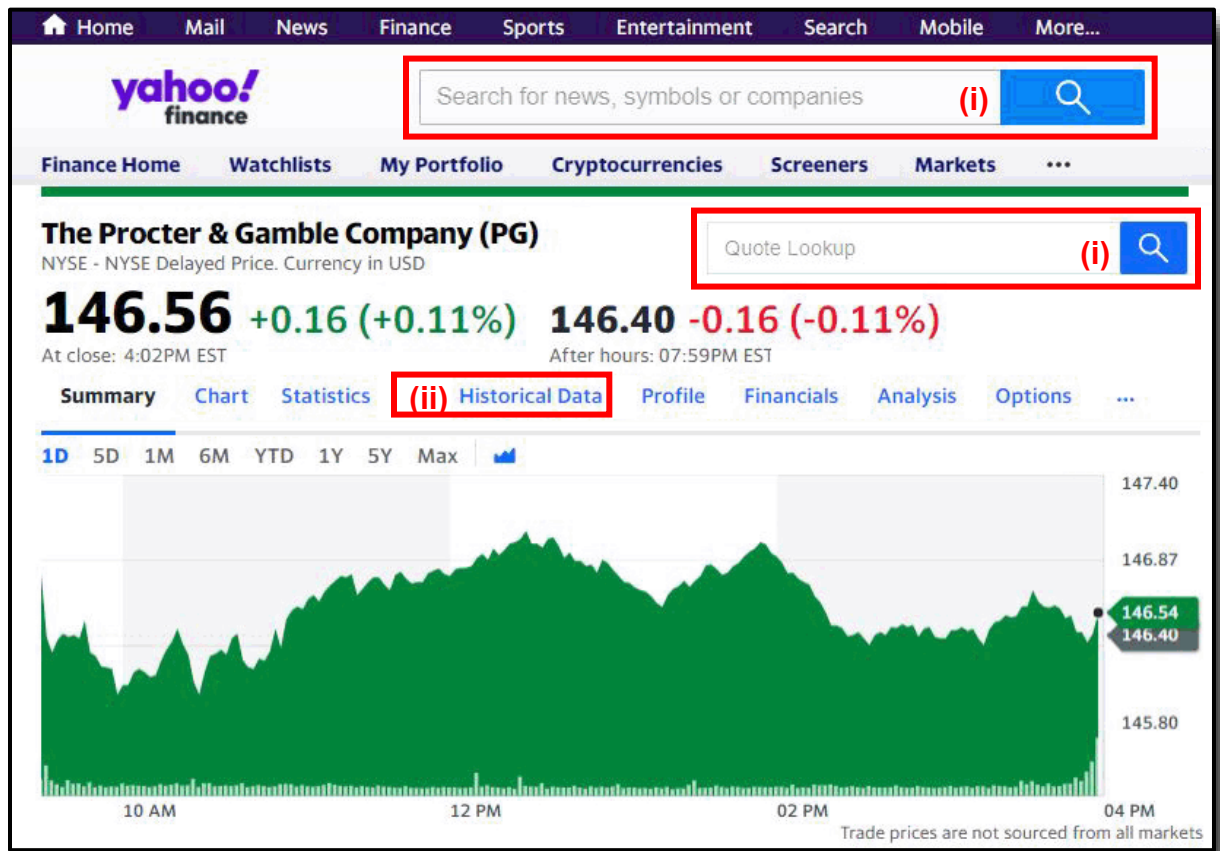 Home Mail News Finance Sports Entertainment Search Mobile More...
yahoo!
finance
Search for news, symbols or companies (i)
Finance Home Watchlists My Portfolio Cryptocurrencies Screeners Markets ...
The Procter & Gamble Company (PG)
NYSE - NYSE Delayed Price. Currency in USD
Quote Lookup (i)
146.56 +0.16 (+0.11%) 146.40 -0.16 (-0.11%)
At close: 4:02PM EST After hours: 07:59PM EST
Summary Chart Statistics (ii) Historical Data Profile Financials Analysis Options ...
1D 5D 1M 6M YTD 1Y 5Y Max
147.40
146.87
146.54
146.40
145.80
10 AM 12 PM 02 PM 04 PM
Trade prices are not sourced from all markets